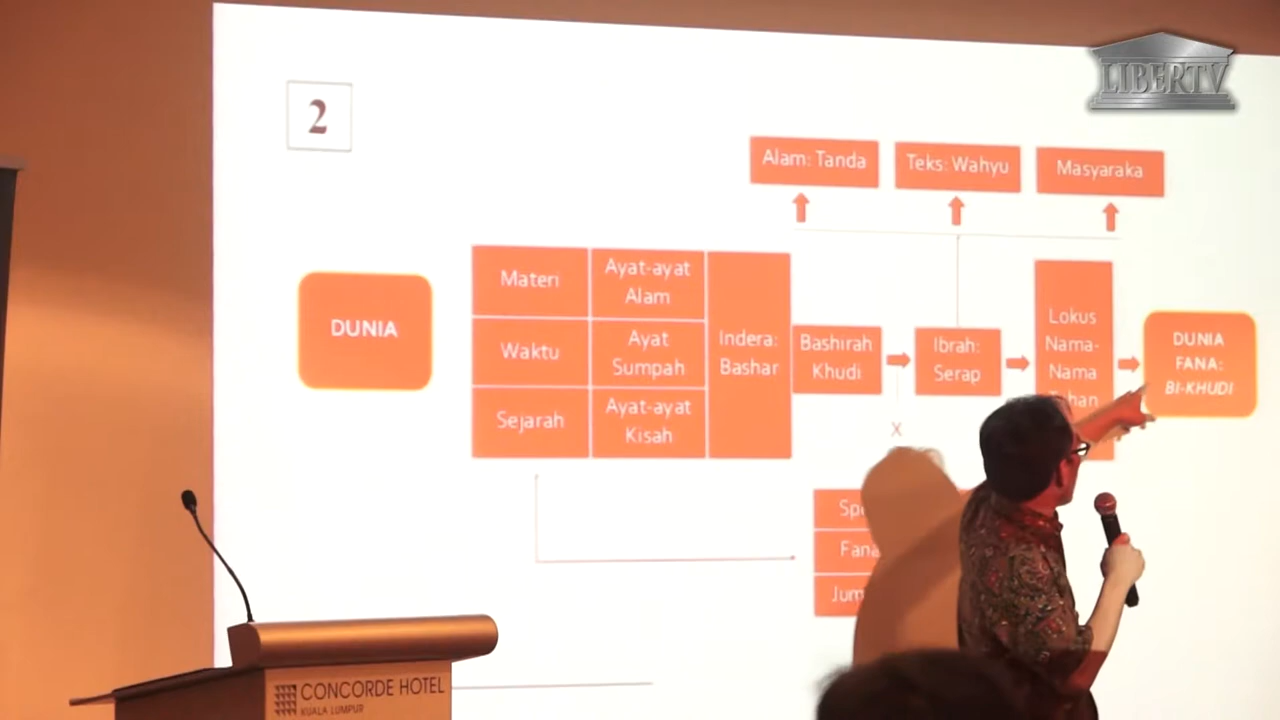 LIBERTV
2
Alam: Tanda
Teks: Wahyu
Masyaraka
DUNIA
Materi
Ayat-ayat
Alam
Waktu
Ayat
Sumpah
Sejarah
Ayat-ayat
Kisah
Indera:
Bashar
Bashirah
Khudi
Ibrah:
Serap
Lokus
Nama-
Nama
DUNIA
FANA:
BI-KHUDI
X
Fana
CONCORDE HOTEL
KUALA LUMPUR